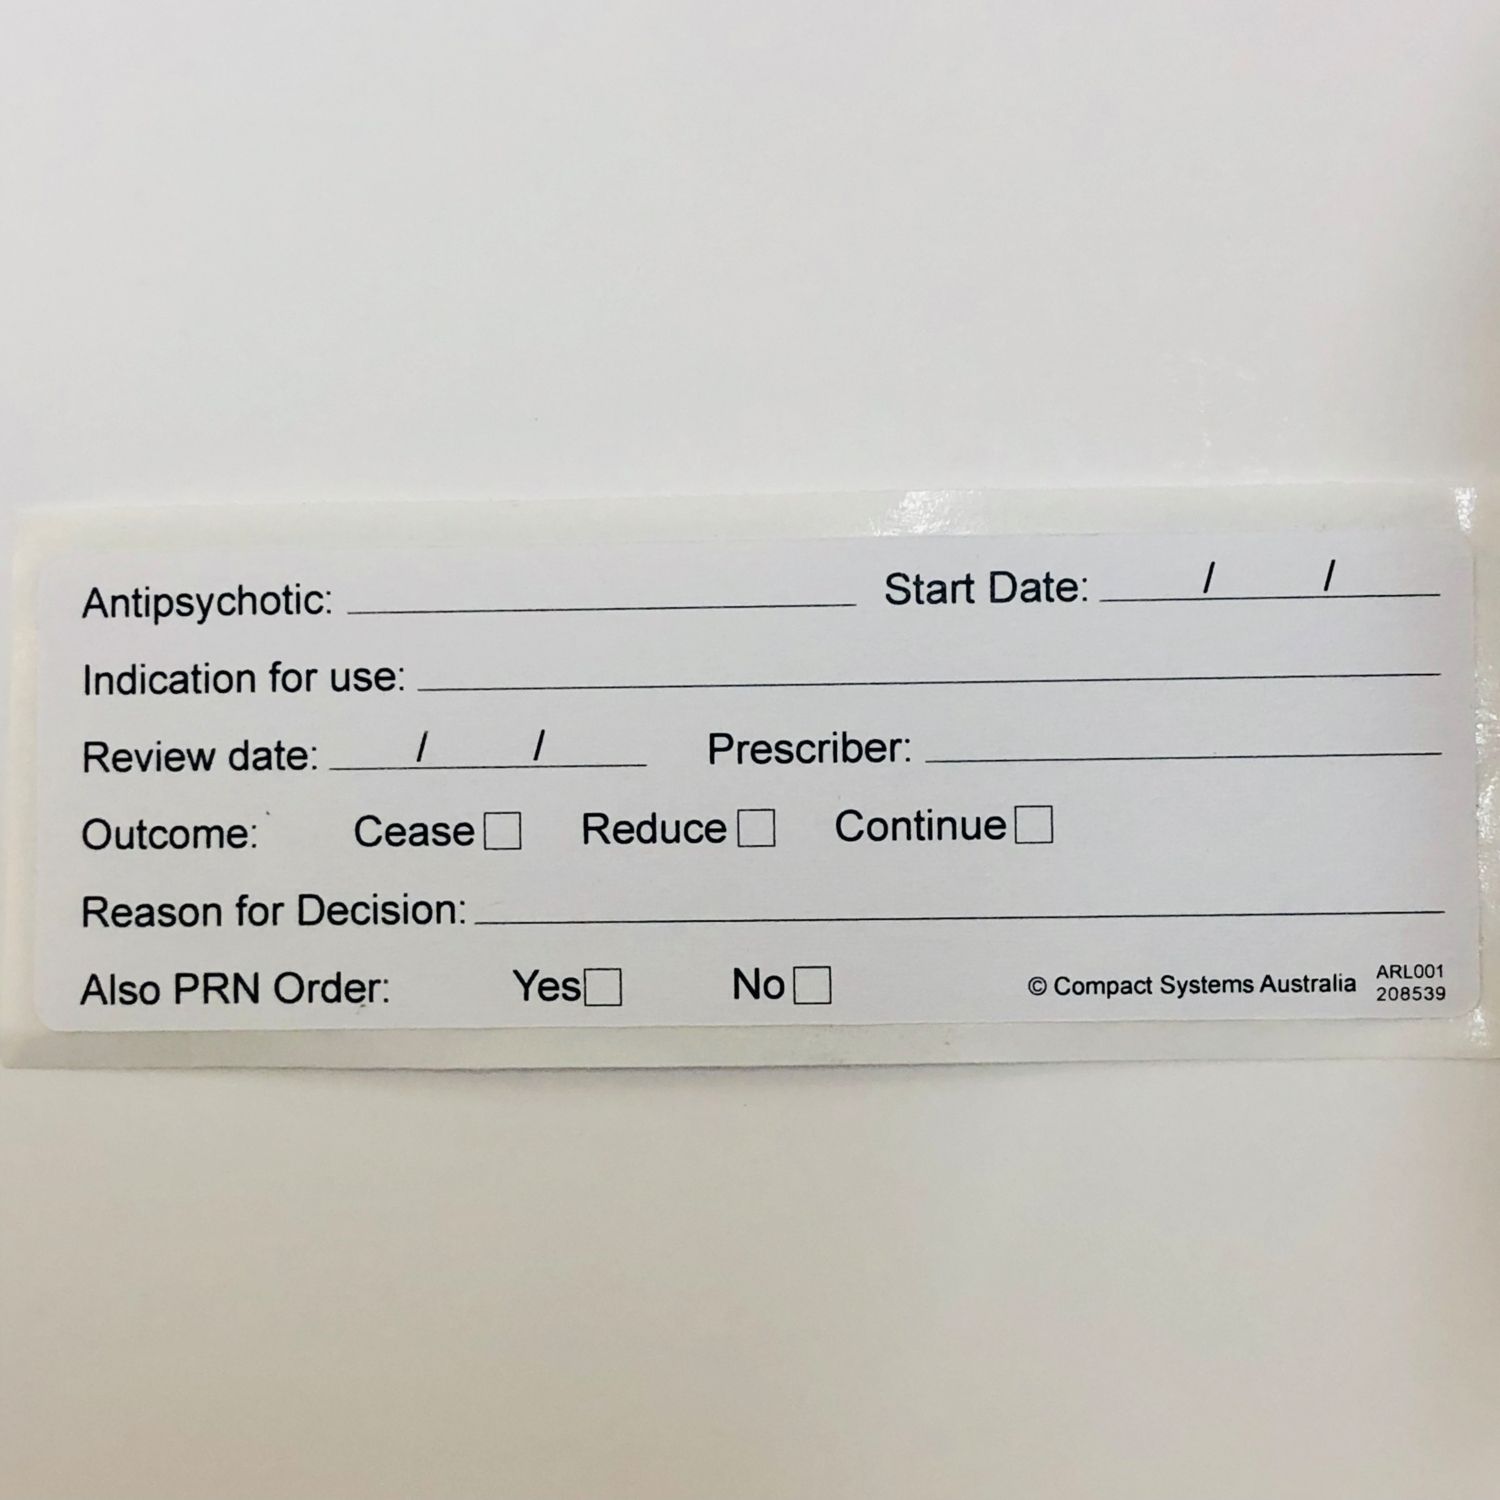 Antipsychotic: Start Date: / /
Indication for use:
Review date: / / Prescriber:
Outcome: Cease Reduce Continue
Reason for Decision:
Also PRN Order: Yes No © Compact Systems Australia ARL001
208539